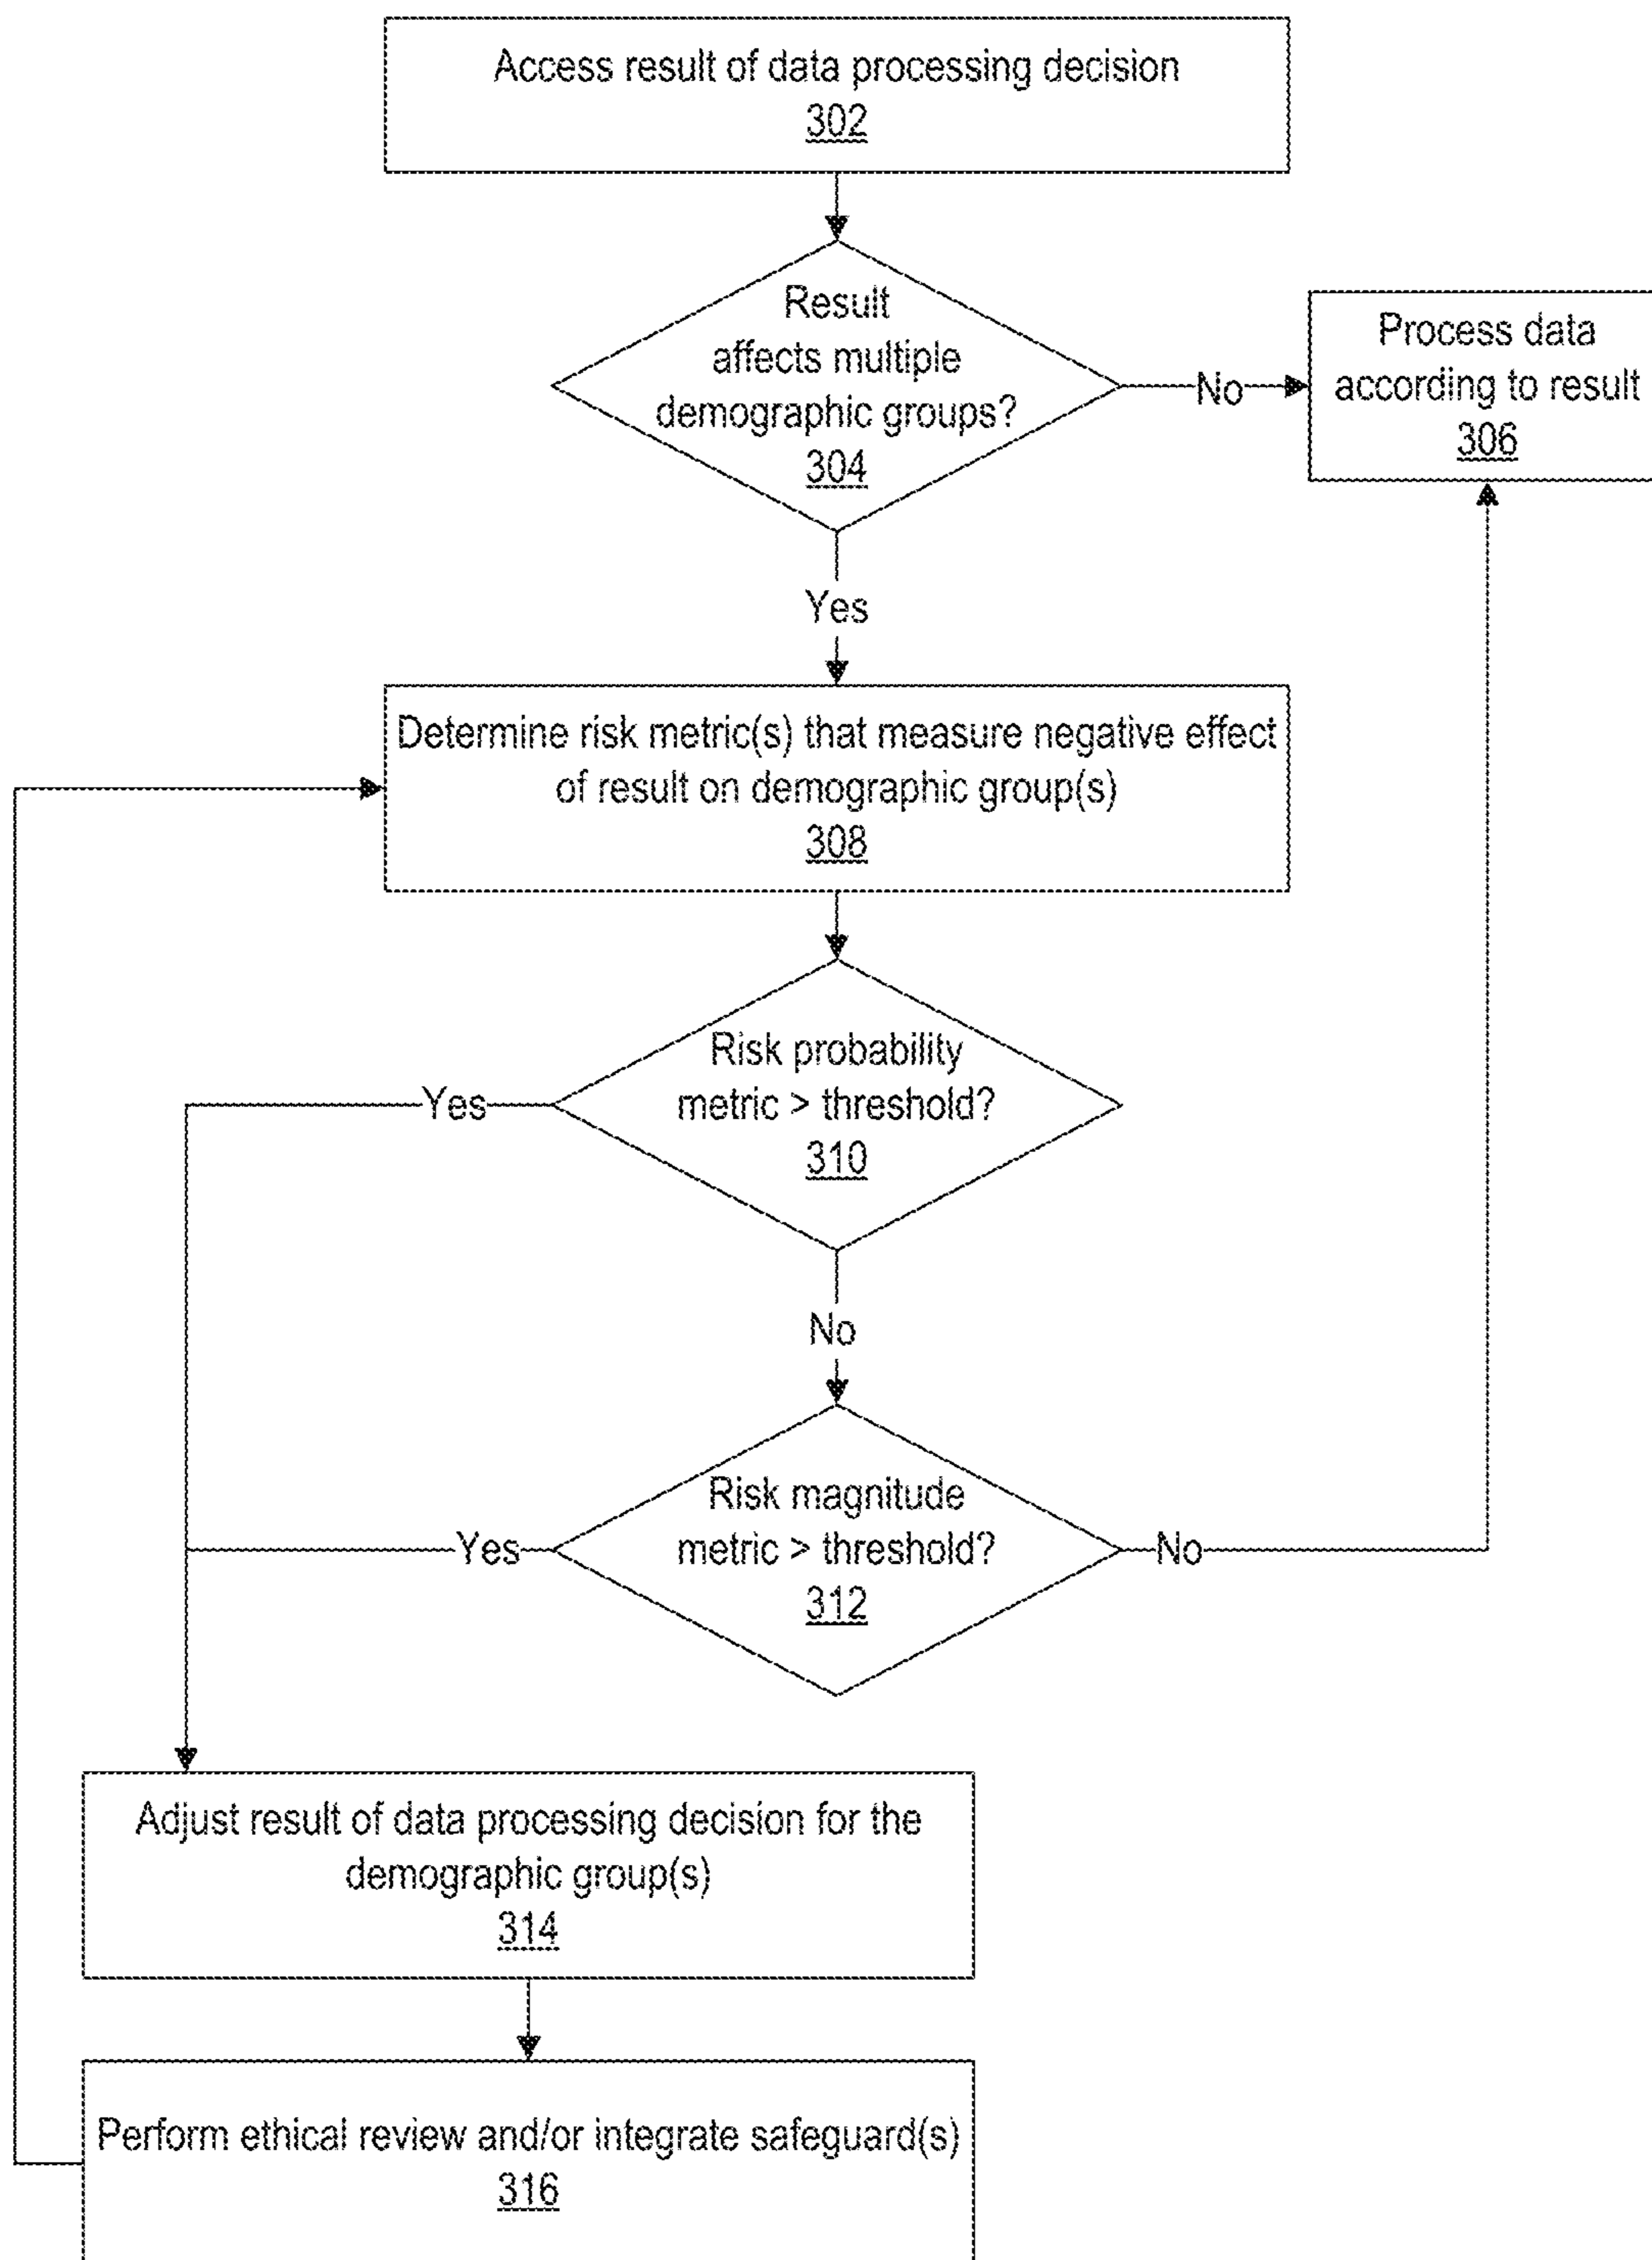 Access result of data processing decision
302
Result
affects multiple
demographic groups?
304
No
Process data
according to result
306
Yes
Determine risk metric(s) that measure negative effect
of result on demographic group(s)
308
Risk probability
metric > threshold?
310
Yes
No
Risk magnitude
metric > threshold?
312
Yes
No
Adjust result of data processing decision for the
demographic group(s)
314
Perform ethical review and/or integrate safeguard(s)
316